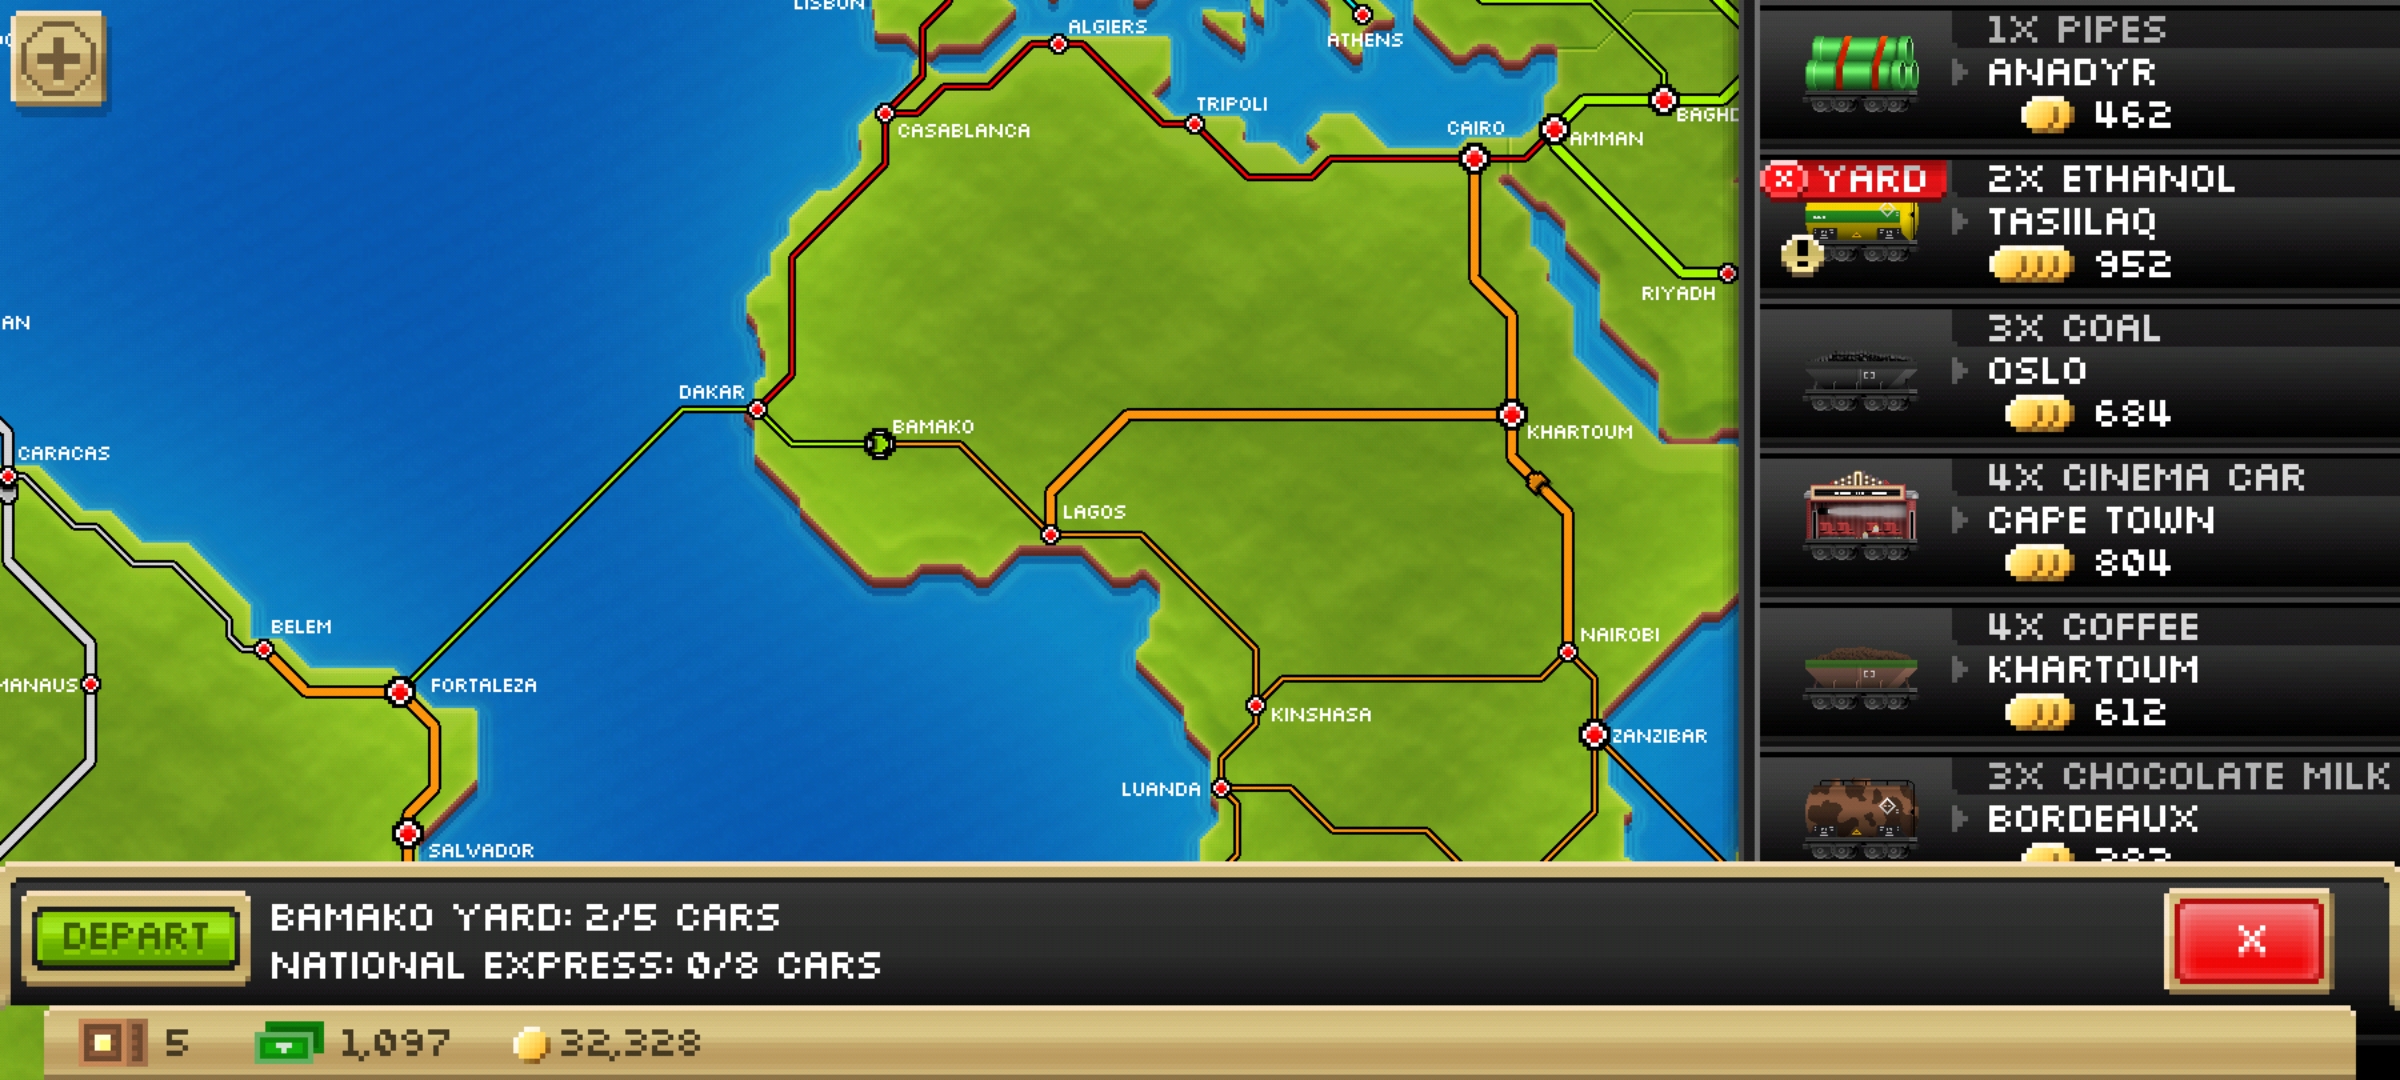 LISBON
ALGIERS
ATHENS
TRIPOLI
CASABLANCA
CAIRO
AMMAN
BAGHD
RIYADH
AN
DAKAR
BAMAKO
KHARTOUM
CARACAS
LAGOS
BELEM
NAIROBI
MANAUS
FORTALEZA
KINSHASA
ZANZIBAR
LUANDA
SALVADOR
1X PIPES
ANADYR
462
X YARD
2X ETHANOL
TASIILAQ
952
3X COAL
OSLO
684
4X CINEMA CAR
CAPE TOWN
804
4X COFFEE
KHARTOUM
612
3X CHOCOLATE MILK
BORDEAUX
DEPART
BAMAKO YARD: 2/5 CARS
NATIONAL EXPRESS: 0/8 CARS
X
5
1,097
32,328